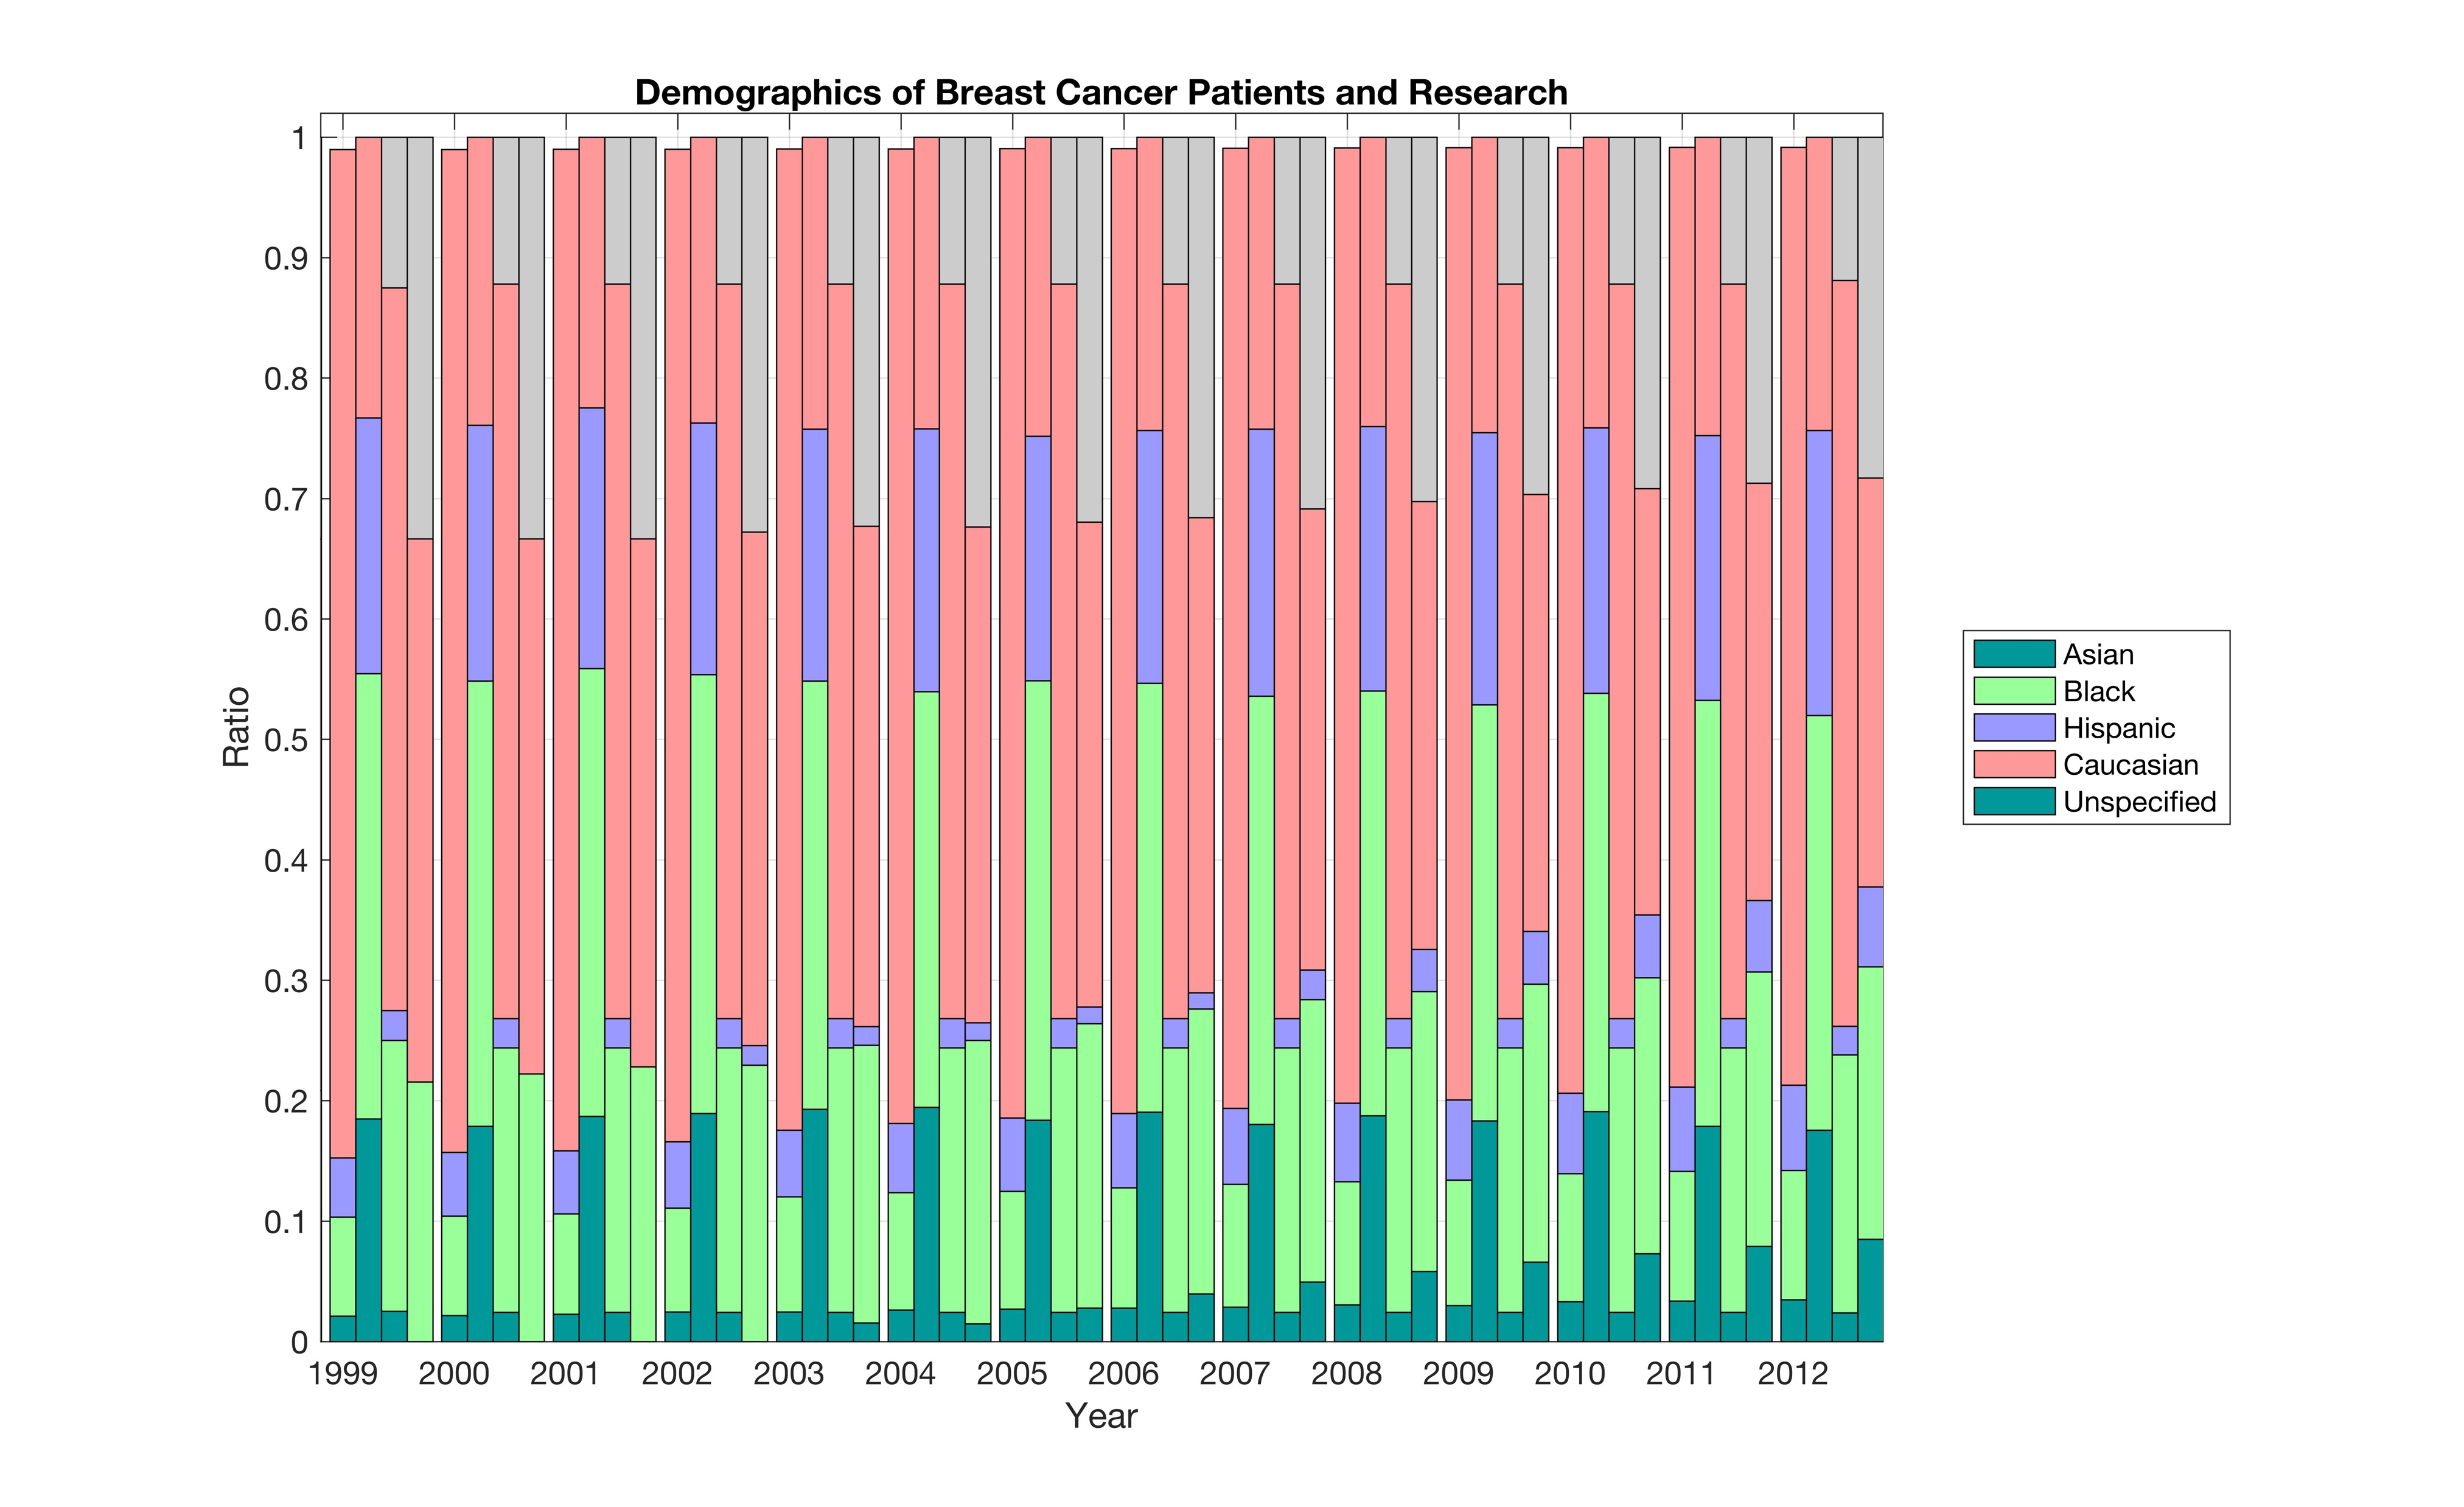 Demographics of Breast Cancer Patients and Research
1
0.9
0.8
0.7
0.6
0.5
0.4
0.3
0.2
0.1
0
Ratio
1999 2000 2001 2002 2003 2004 2005 2006 2007 2008 2009 2010 2011 2012
Year
Asian
Black
Hispanic
Caucasian
Unspecified